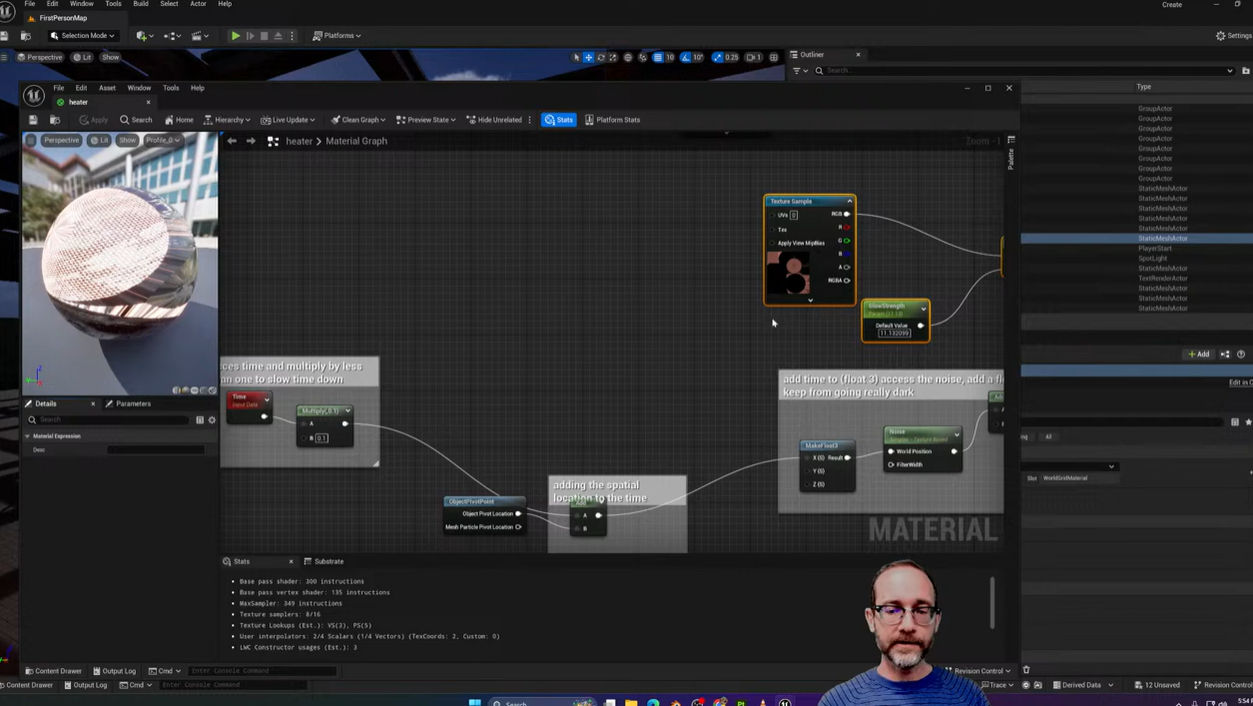 File Edit Window Tools Build Select Actor Help
Create
FirstPersonMap
Selection Mode
Platforms
Settings
Perspective Lit Show
10 10° 0.25 1
Outliner
Search...
Type
File Edit Asset Window Tools Help
heater
Apply Search Home Hierarchy Live Update Clean Graph Preview State Hide Unrelated Stats Platform Stats
Perspective Lit Show Profile_0
heater > Material Graph
Zoom -1
Palette
GroupActor
GroupActor
GroupActor
GroupActor
GroupActor
GroupActor
GroupActor
GroupActor
StaticMeshActor
StaticMeshActor
StaticMeshActor
StaticMeshActor
StaticMeshActor
StaticMeshActor
PlayerStart
SpotLight
StaticMeshActor
TextRenderActor
StaticMeshActor
StaticMeshActor
StaticMeshActor
Texture Sample
UVs 0
RGB
Tex
R
Apply View MipBias
G
B
A
RGBA
GlowStrength
Default Value
11.132099
ces time and multiply by less
an one to slow time down
Time
Input Data
Multiply(,0.1)
A
B 0.1
add time to (float 3) access the noise, add a fl
keep from going really dark
MakeFloat3
X (S) Result
Y (S)
Z (S)
Noise
World Position
FilterWidth
adding the spatial
location to the time
Add
A
B
ObjectPivotPoint
Object Pivot Location
Mesh Particle Pivot Location
MATERIAL
Details
Parameters
Search
Material Expression
Desc
Add
Edit in C
All
Slot WorldGridMaterial
Stats
Substrate
Base pass shader: 300 instructions
Base pass vertex shader: 135 instructions
MaxSampler: 349 instructions
Texture samplers: 8/16
Texture Lookups (Est.): VS(3), PS(5)
User interpolators: 2/4 Scalars (1/4 Vectors) (TexCoords: 2, Custom: 0)
LWC Constructor usages (Est.): 3
Content Drawer Output Log Cmd Enter Console Command
Revision Control
Content Drawer Output Log Cmd Enter Console Command
Trace Derived Data 12 Unsaved Revision Control
Search
5:54